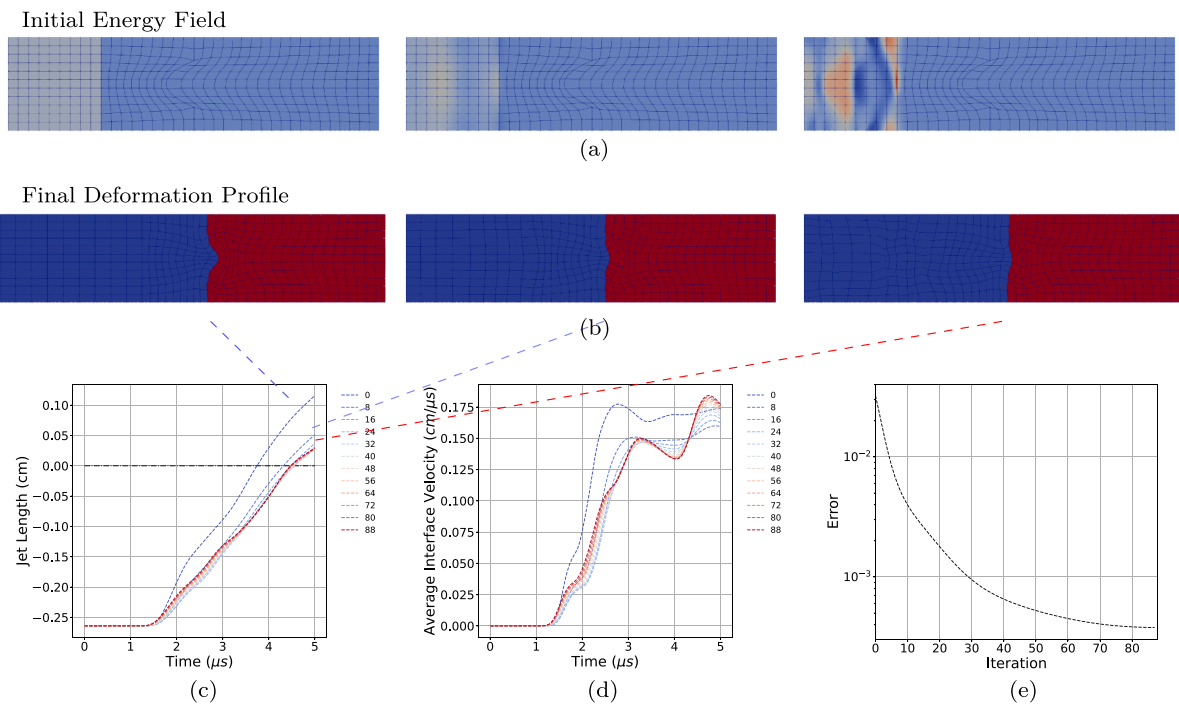 Initial Energy Field
(a)
Final Deformation Profile
(b)
Jet Length (cm)
0.10
0.05
0.00
−0.05
−0.10
−0.15
−0.20
−0.25
0 1 2 3 4 5
Time (μs)
0
8
16
24
32
40
48
56
64
72
80
88
(c)
Average Interface Velocity (cm/μs)
0.175
0.150
0.125
0.100
0.075
0.050
0.025
0.000
0 1 2 3 4 5
Time (μs)
0
8
16
24
32
40
48
56
64
72
80
88
(d)
Error
10⁻²
10⁻³
0 10 20 30 40 50 60 70 80
Iteration
(e)